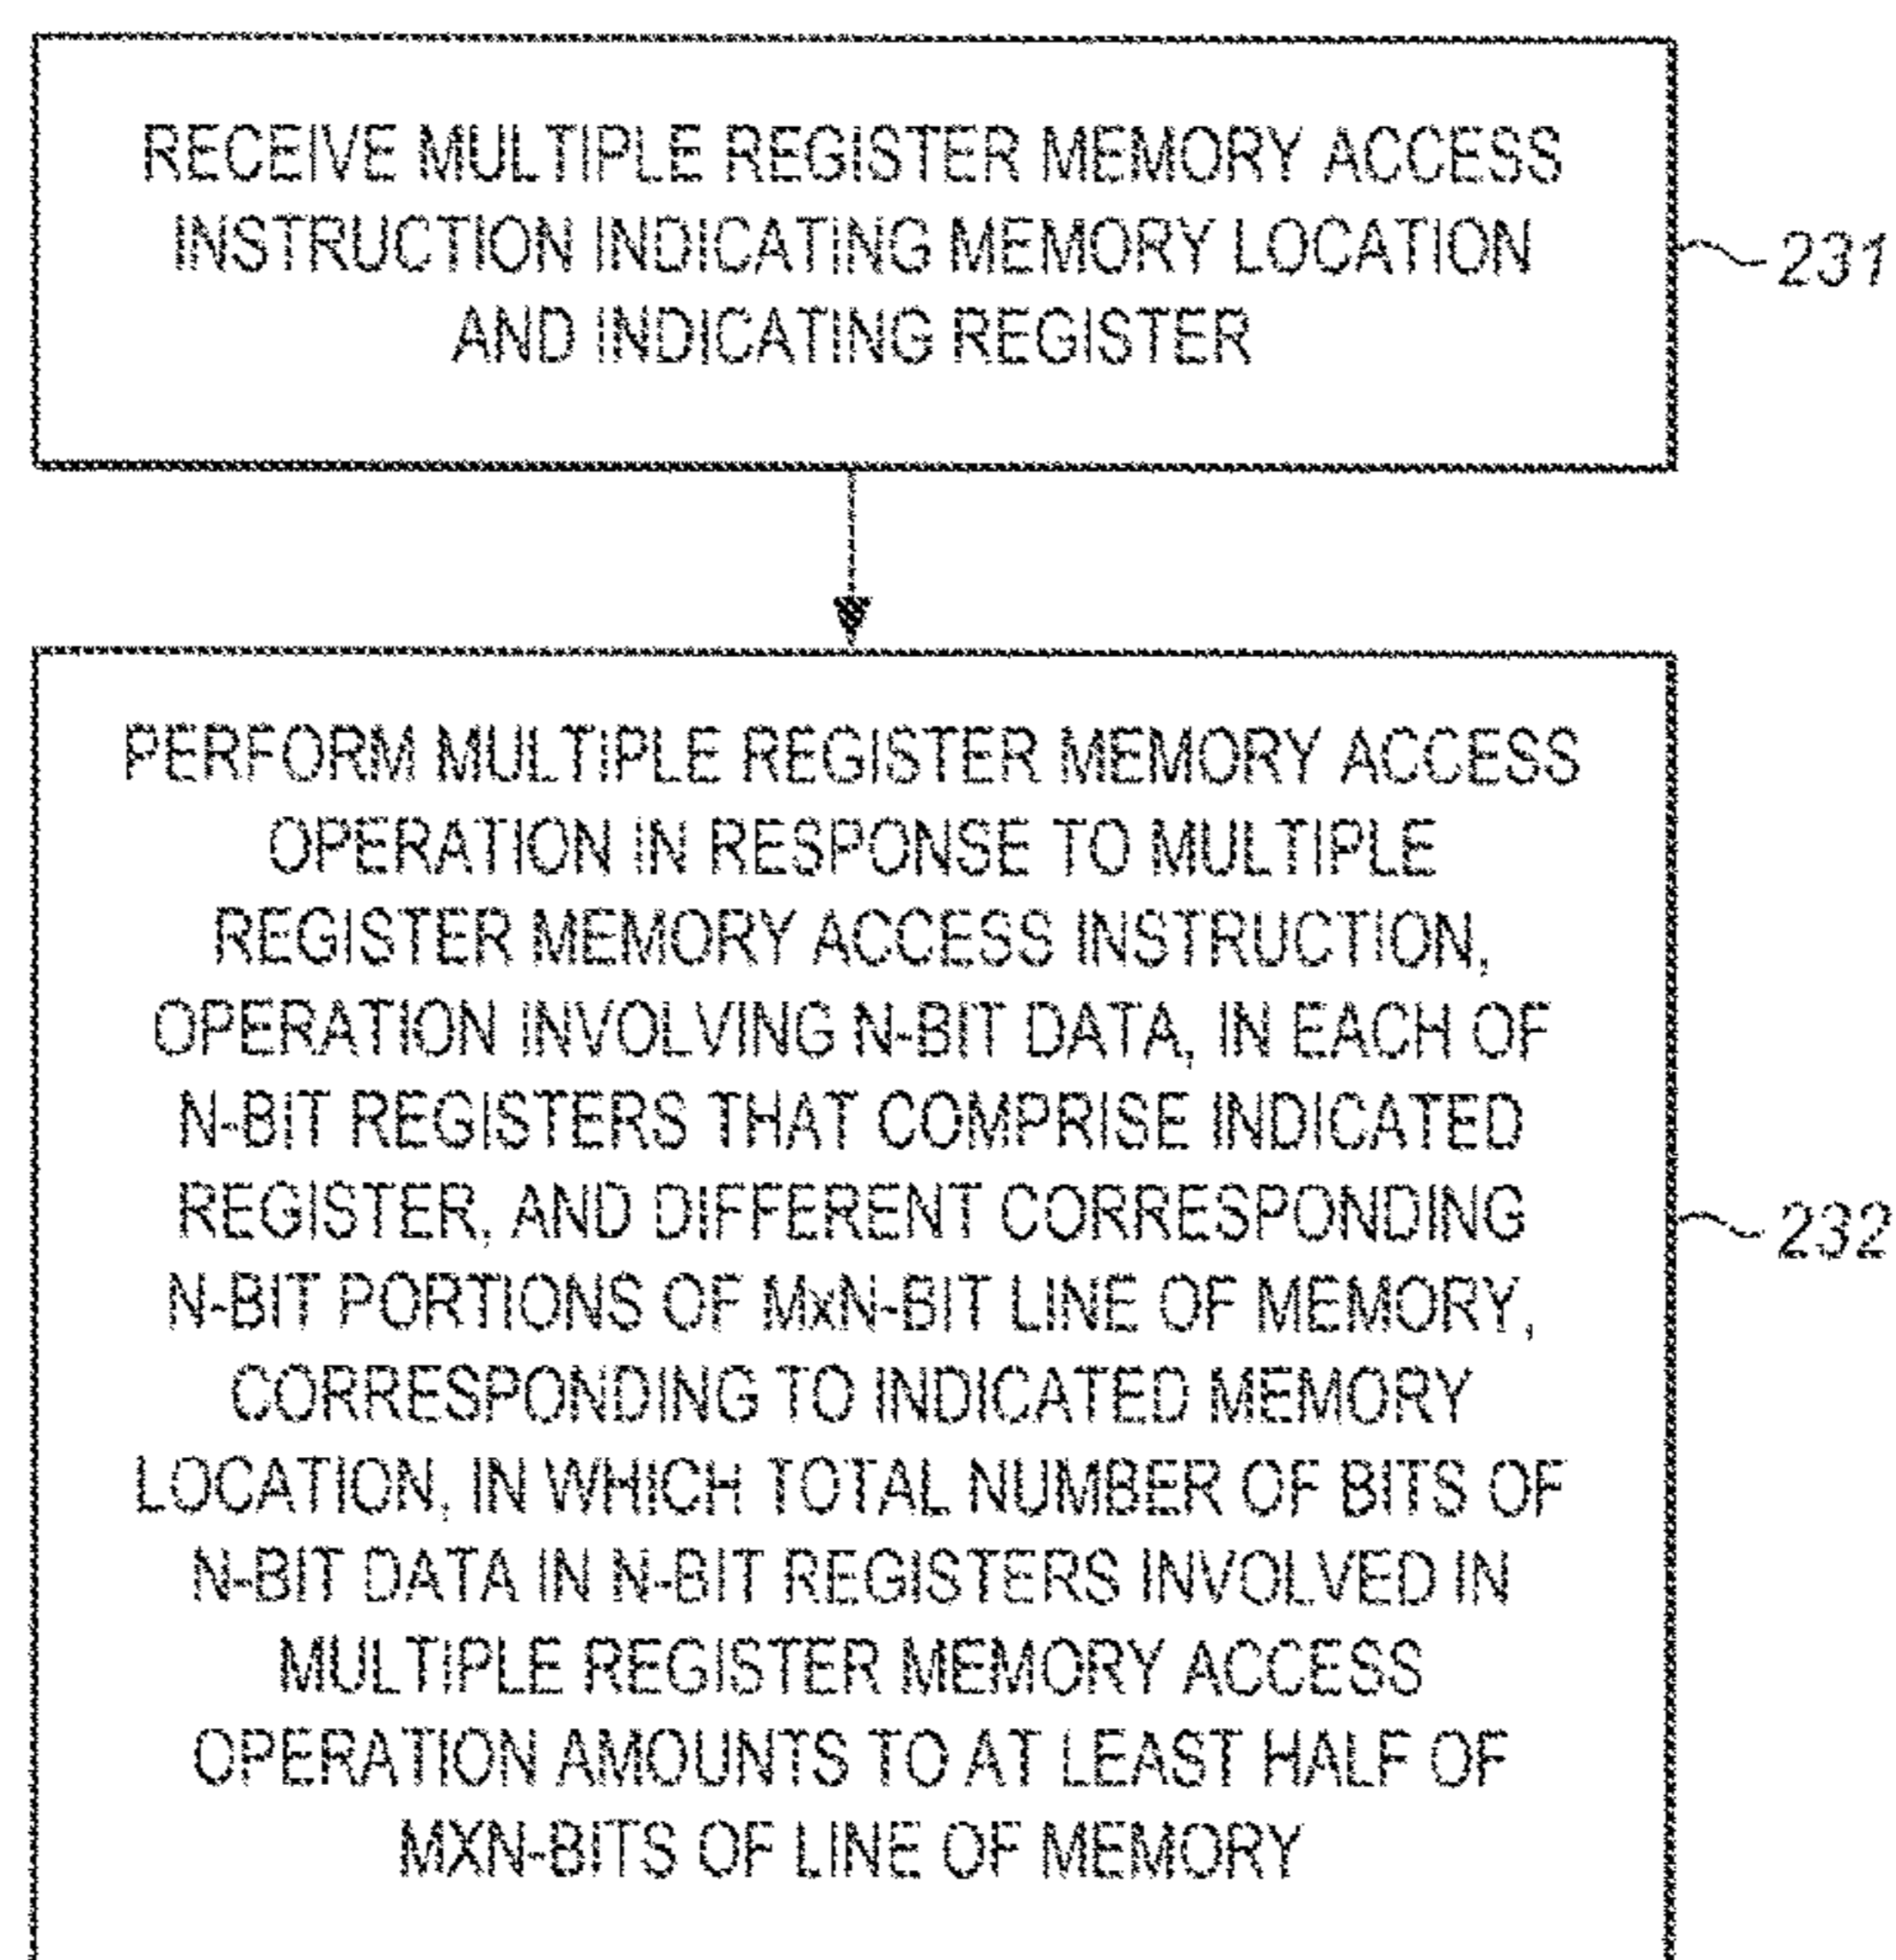 RECEIVE MULTIPLE REGISTER MEMORY ACCESS
INSTRUCTION INDICATING MEMORY LOCATION
AND INDICATING REGISTER
231
PERFORM MULTIPLE REGISTER MEMORY ACCESS
OPERATION IN RESPONSE TO MULTIPLE
REGISTER MEMORY ACCESS INSTRUCTION,
OPERATION INVOLVING N-BIT DATA, IN EACH OF
N-BIT REGISTERS THAT COMPRISE INDICATED
REGISTER, AND DIFFERENT CORRESPONDING
N-BIT PORTIONS OF MxN-BIT LINE OF MEMORY,
CORRESPONDING TO INDICATED MEMORY
LOCATION, IN WHICH TOTAL NUMBER OF BITS OF
N-BIT DATA IN N-BIT REGISTERS INVOLVED IN
MULTIPLE REGISTER MEMORY ACCESS
OPERATION AMOUNTS TO AT LEAST HALF OF
MXN-BITS OF LINE OF MEMORY
232